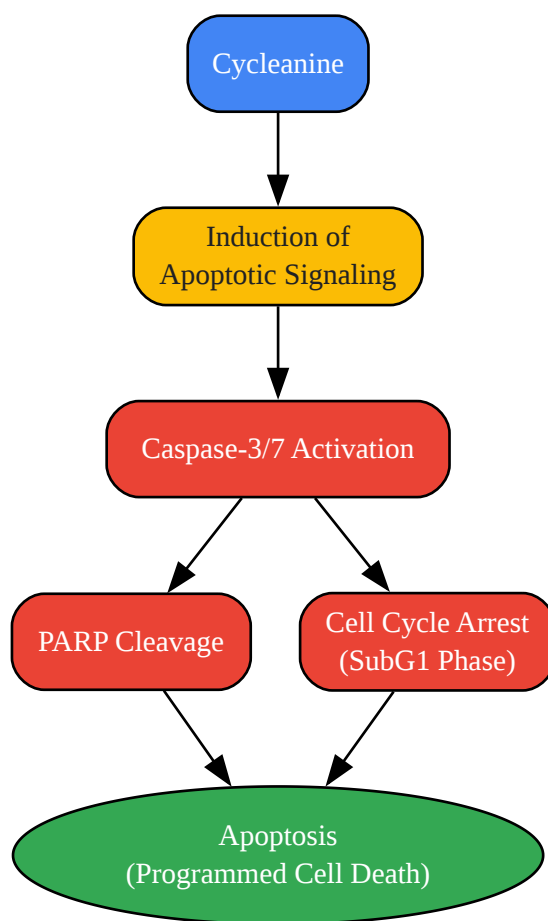 Cycleanine
Induction of
Apoptotic Signaling
Caspase-3/7 Activation
PARP Cleavage
Cell Cycle Arrest
(SubG1 Phase)
Apoptosis
(Programmed Cell Death)